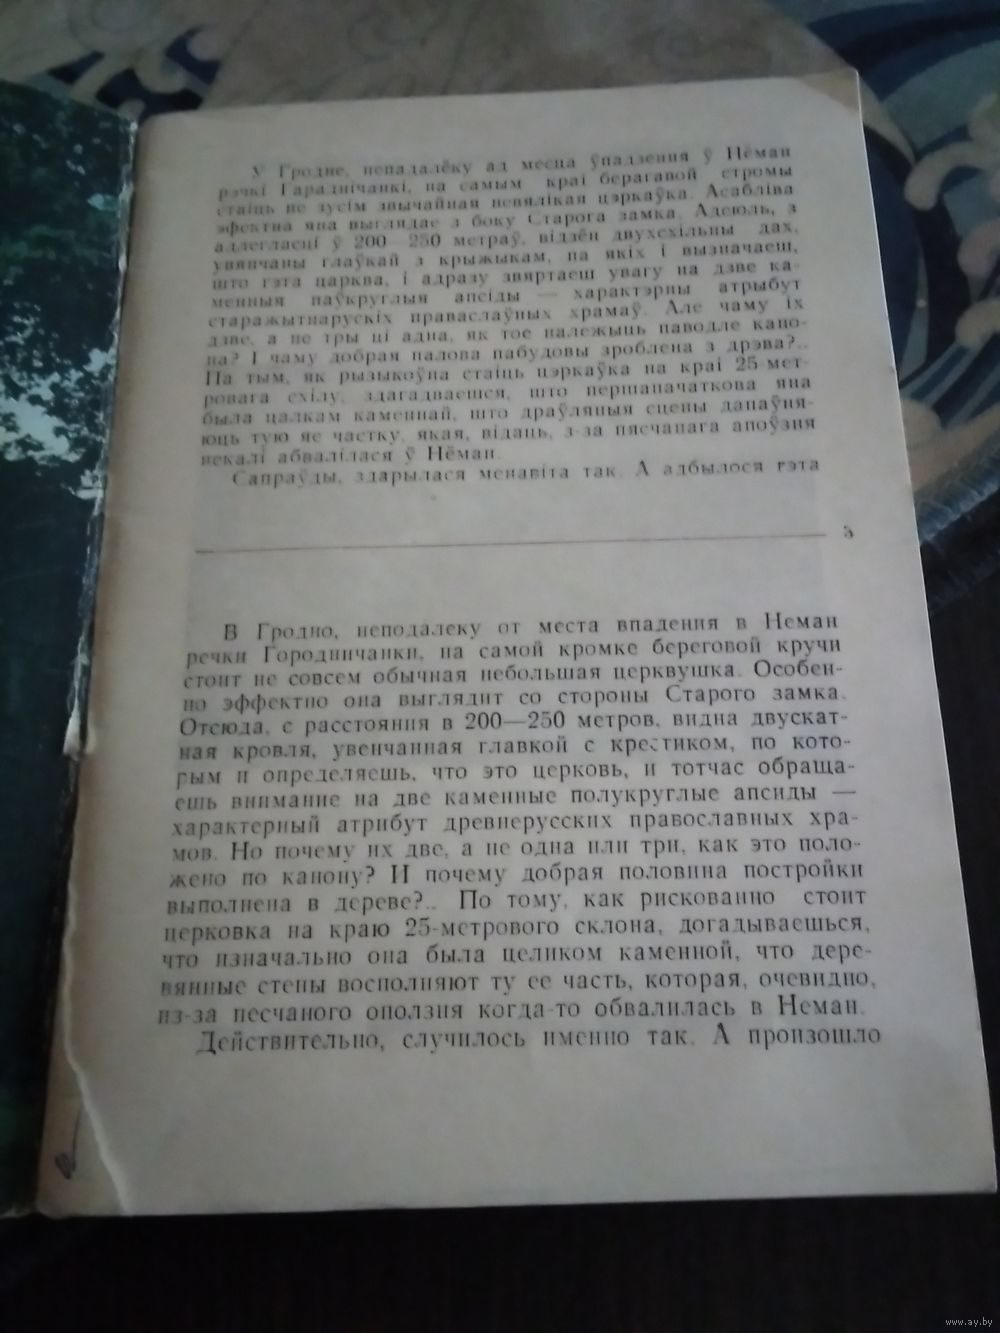 У Гродне, непадалёку ад месца ўпадзення ў Нёман
рэчкі Гараднічанкі, на самым краі берагавой стромы
стаіць не зусім звычайная невялікая цэркаўка. Асабліва
эфектна яна выглядае з боку Старога замка. Адсюль, з
адлегласці ў 200—250 метраў, відзён двухсхільны дах,
увянчаны глаўкай з крыжыкам, па якіх і вызначаеш,
што гэта царква, і адразу звяртаеш увагу на дзве ка-
менныя паўкруглыя апсіды — характэрны атрыбут
старажытнарускіх праваслаўных храмаў. Але чаму іх
дзве, а не тры ці адна, як тое належыць паводле кано-
на? І чаму добрая палова пабудовы зроблена з дрэва?..
Па тым, як рызыкоўна стаіць цэркаўка на краі 25-мет-
ровага схілу, здагадваешся, што першапачаткова яна
была цалкам каменнай, што драўляныя сцены дапаўня-
юць тую яе частку, якая, відаць, з-за пясчанага апоўзня
некалі абвалілася ў Нёман.
Сапраўды, здарылася менавіта так. А адбылося гэта
5
В Гродно, неподалеку от места впадения в Неман
речки Городничанки, на самой кромке береговой кручи
стоит не совсем обычная небольшая церквушка. Особен-
но эффектно она выглядит со стороны Старого замка.
Отсюда, с расстояния в 200—250 метров, видна двускат-
ная кровля, увенчанная главкой с крестиком, по кото-
рым и определяешь, что это церковь, и тотчас обраща-
ешь внимание на две каменные полукруглые апсиды —
характерный атрибут древнерусских православных хра-
мов. Но почему их две, а не одна или три, как это поло-
жено по канону? И почему добрая половина постройки
выполнена в дереве?.. По тому, как рискованно стоит
церковка на краю 25-метрового склона, догадываешься,
что изначально она была целиком каменной, что дере-
вянные стены восполняют ту ее часть, которая, очевидно,
из-за песчаного оползня когда-то обвалилась в Неман.
Действительно, случилось именно так. А произошло
www.ay.by